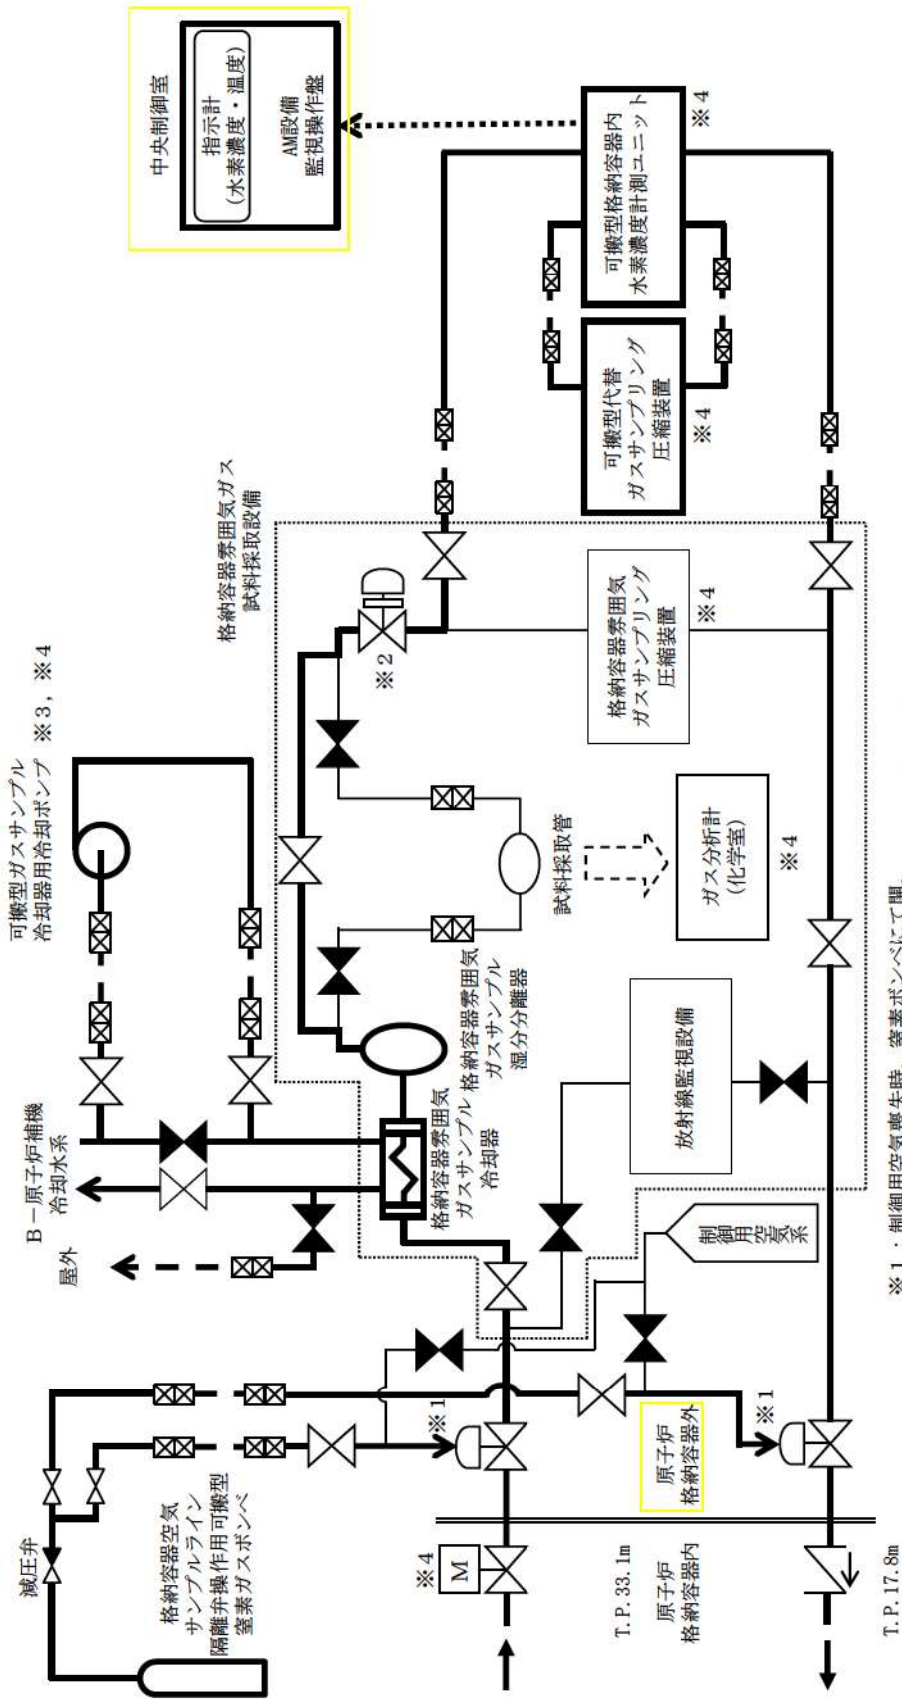 中央制御室
指示計
(水素濃度・温度)
AM設備
監視操作盤
可搬型格納容器内
水素濃度計測ユニット
※4
可搬型代替
ガスサンプリング
圧縮装置
※4
格納容器雰囲気ガス
試料採取設備
※2
格納容器雰囲気
ガスサンプリング
圧縮装置
※4
可搬型ガスサンプル
冷却器用冷却ポンプ ※3, ※4
試料採取管
ガス分析計
(化学室)
※4
格納容器雰囲気
ガスサンプル
湿分分離器
格納容器雰囲気
ガスサンプル
冷却器
放射線監視設備
B-原子炉補機
冷却水系
屋外
制御用空気系
※1
※1
原子炉
格納容器外
減圧弁
格納容器空気
サンプルライン
隔離弁操作用可搬型
窒素ガスボンベ
※4
M
T.P.33.1m
原子炉
格納容器内
T.P.17.8m
※1:制御用空気喪失時,窒素ボンベにて開。